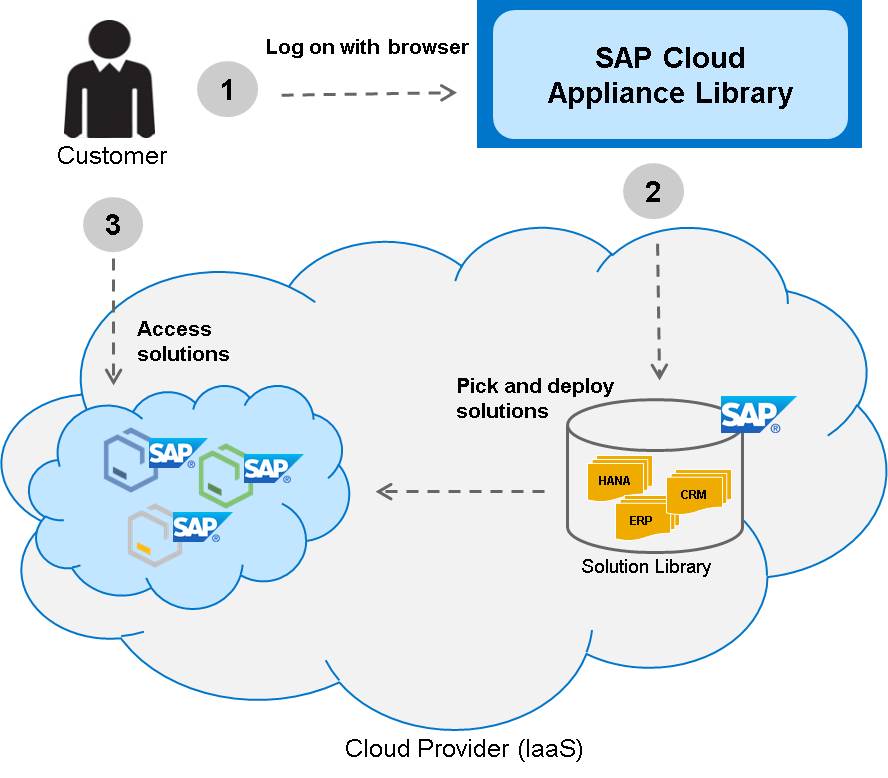 Log on with browser
SAP Cloud
Appliance Library
1
Customer
2
3
Access
solutions
Pick and deploy
solutions
SAP®
HANA
CRM
ERP
Solution Library
SAP®
SAP®
SAP®
Cloud Provider (IaaS)